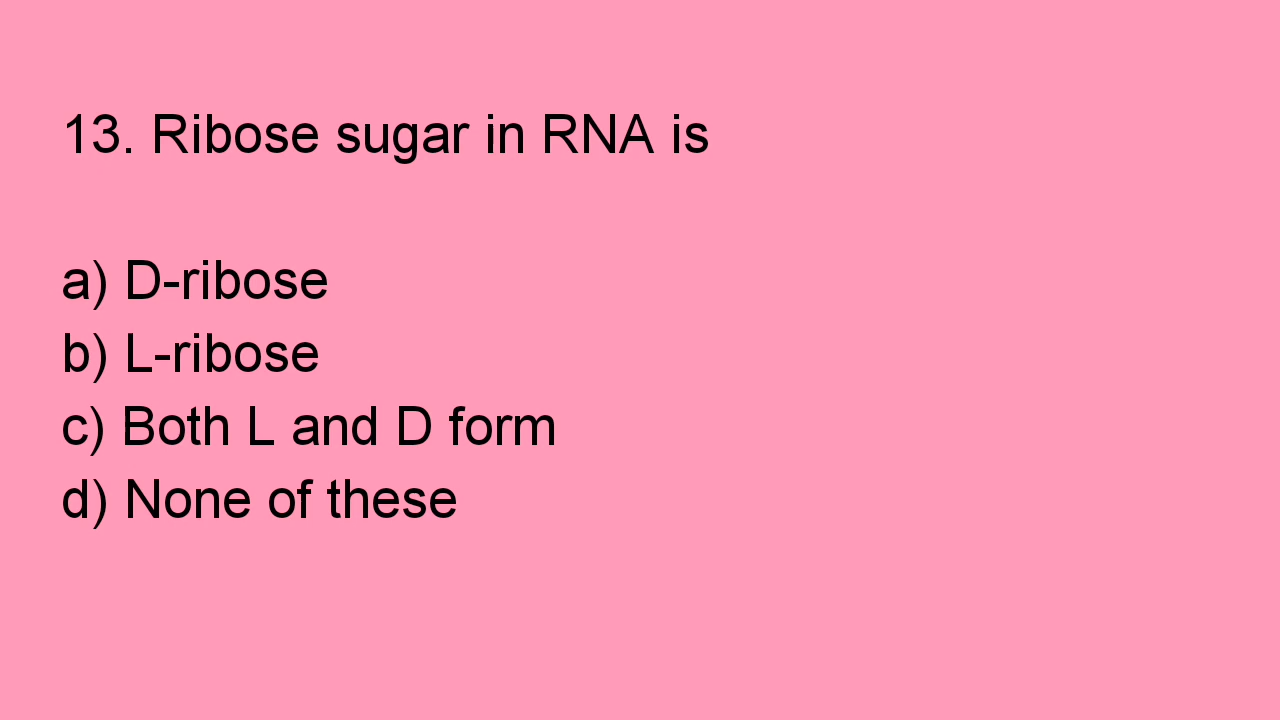 13. Ribose sugar in RNA is
a) D-ribose
b) L-ribose
c) Both L and D form
d) None of these